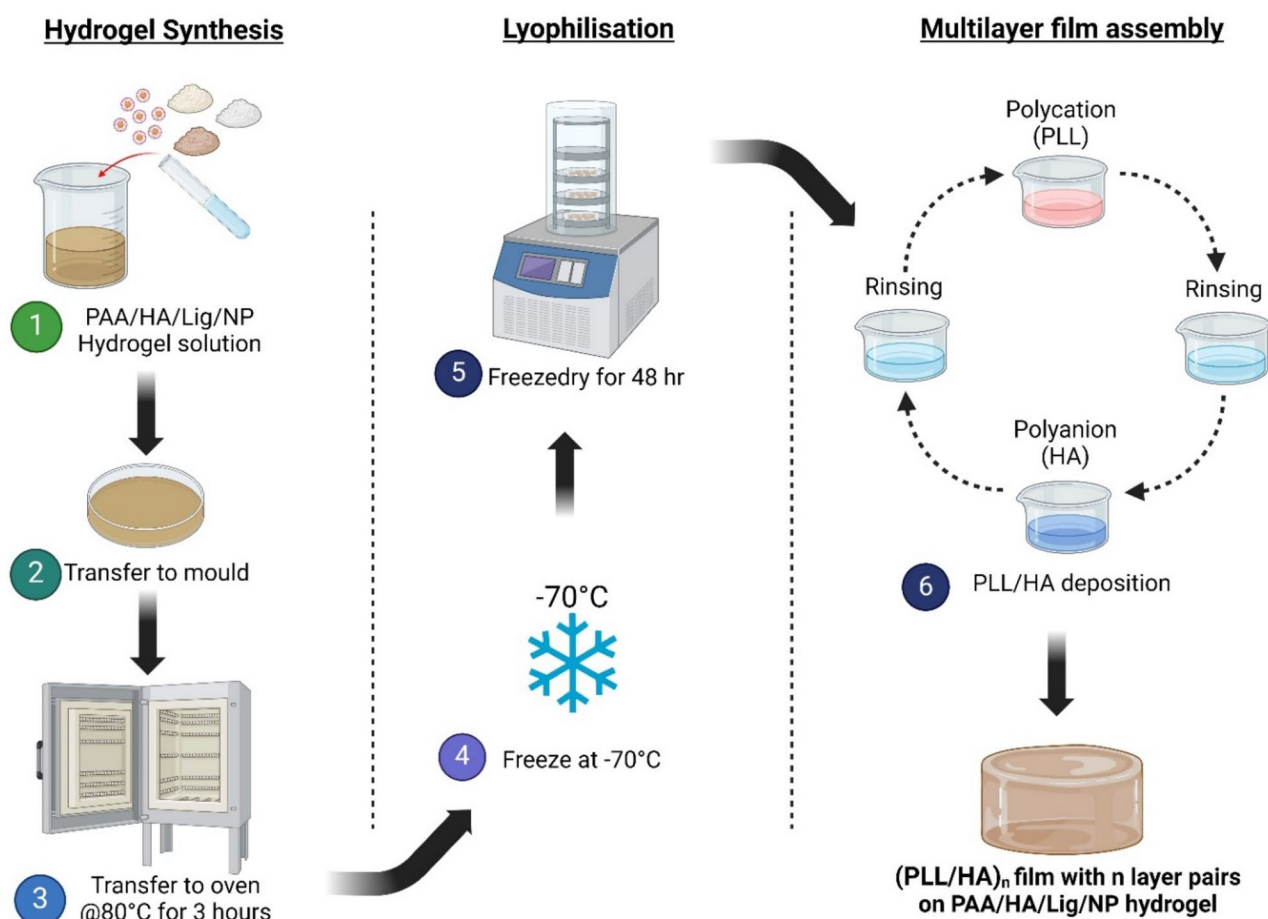 Hydrogel Synthesis
1
PAA/HA/Lig/NP
Hydrogel solution
2
Transfer to mould
3
Transfer to oven
@80°C for 3 hours
Lyophilisation
5
Freezedry for 48 hr
-70°C
4
Freeze at -70°C
Multilayer film assembly
Polycation
(PLL)
Rinsing
Rinsing
Polyanion
(HA)
6
PLL/HA deposition
(PLL/HA)n film with n layer pairs
on PAA/HA/Lig/NP hydrogel